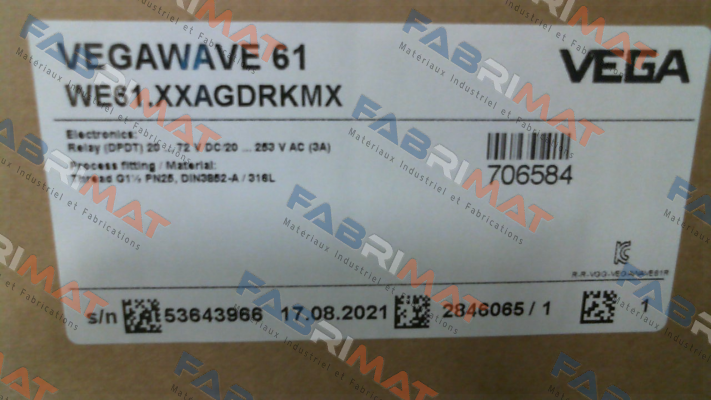 VEGAWAVE 61
VEGA
WE61.XXAGDRKMX
Electronics:
Relay (DPDT) 20 ... 72 V DC/20 ... 253 V AC (3A)
Process fitting / Material:
Thread G1½ PN25, DIN3852-A / 316L
706584
s/n 53643966 17.08.2021 2846065 / 1 1
FABRIMAT
Materiaux Industriel et Fabrications